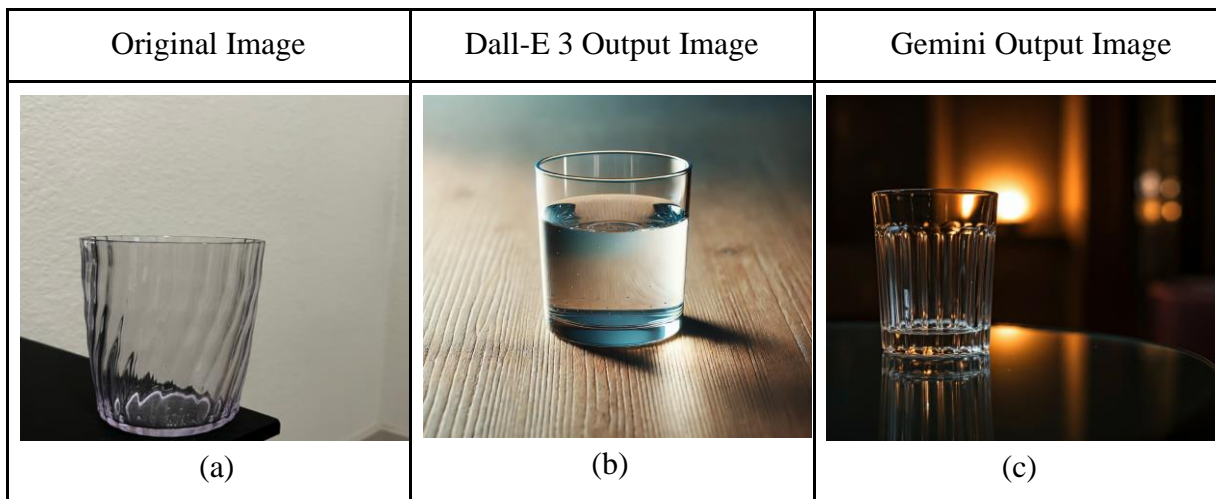 Original Image
Dall-E 3 Output Image
Gemini Output Image
(a)
(b)
(c)